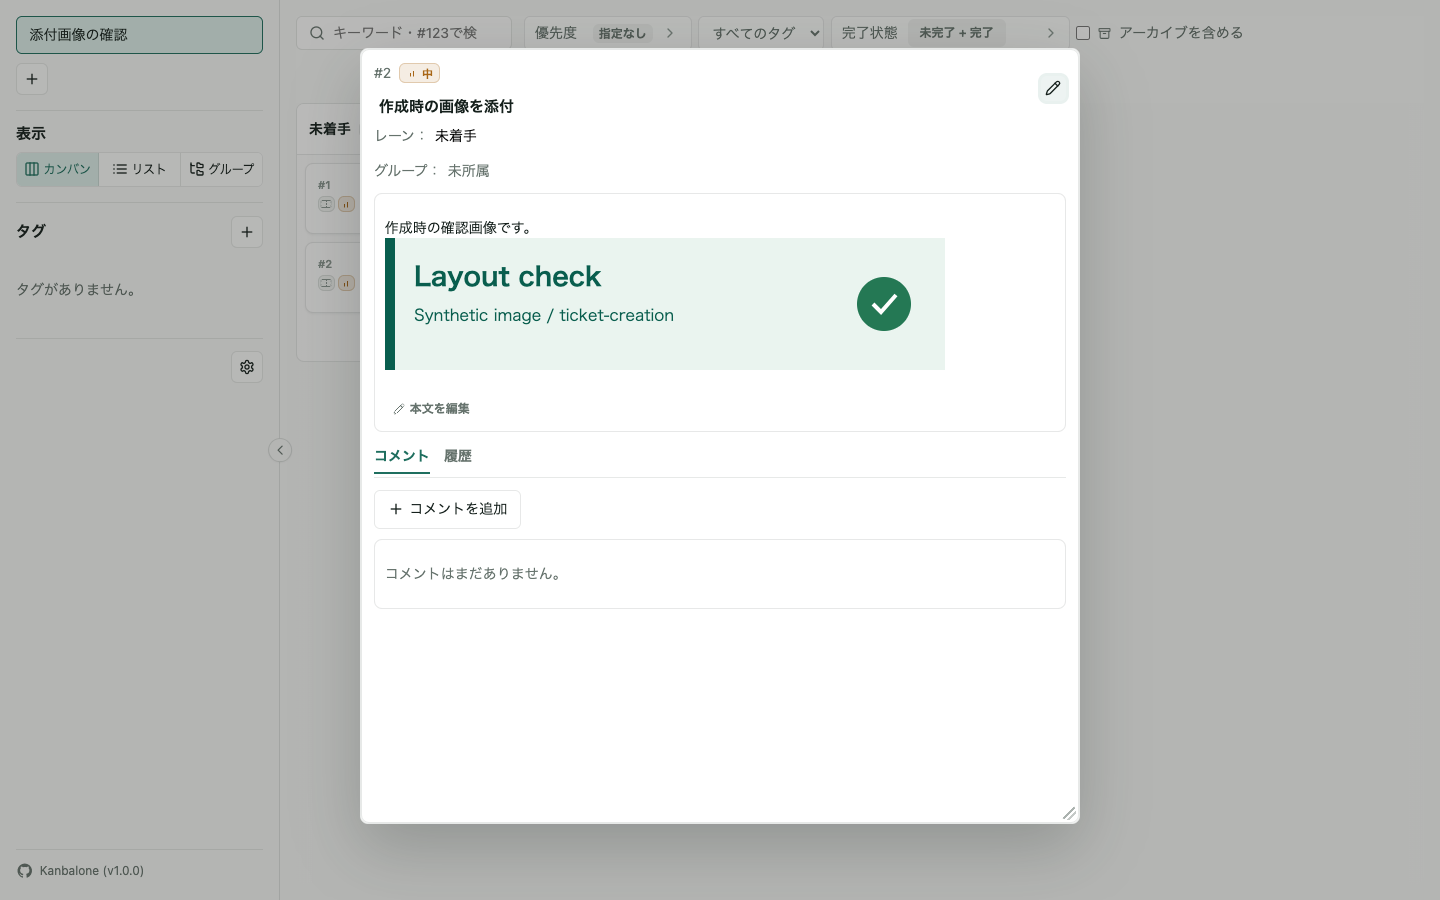 添付画像の確認
表示
カンバン
リスト
グループ
タグ
タグがありません。
Kanbalone (v1.0.0)
キーワード・#123で検
優先度 指定なし
すべてのタグ
完了状態 未完了 + 完了
アーカイブを含める
未着手
#1
#2
#2 中
作成時の画像を添付
レーン： 未着手
グループ： 未所属
作成時の確認画像です。
Layout check
Synthetic image / ticket-creation
本文を編集
コメント 履歴
コメントを追加
コメントはまだありません。